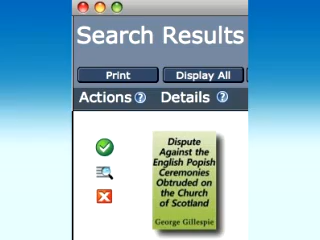 Search Results
Print Display All
Actions ? Details ?
Dispute
Against the
English Popish
Ceremonies
Obtruded on
the Church
of Scotland
George Gillespie